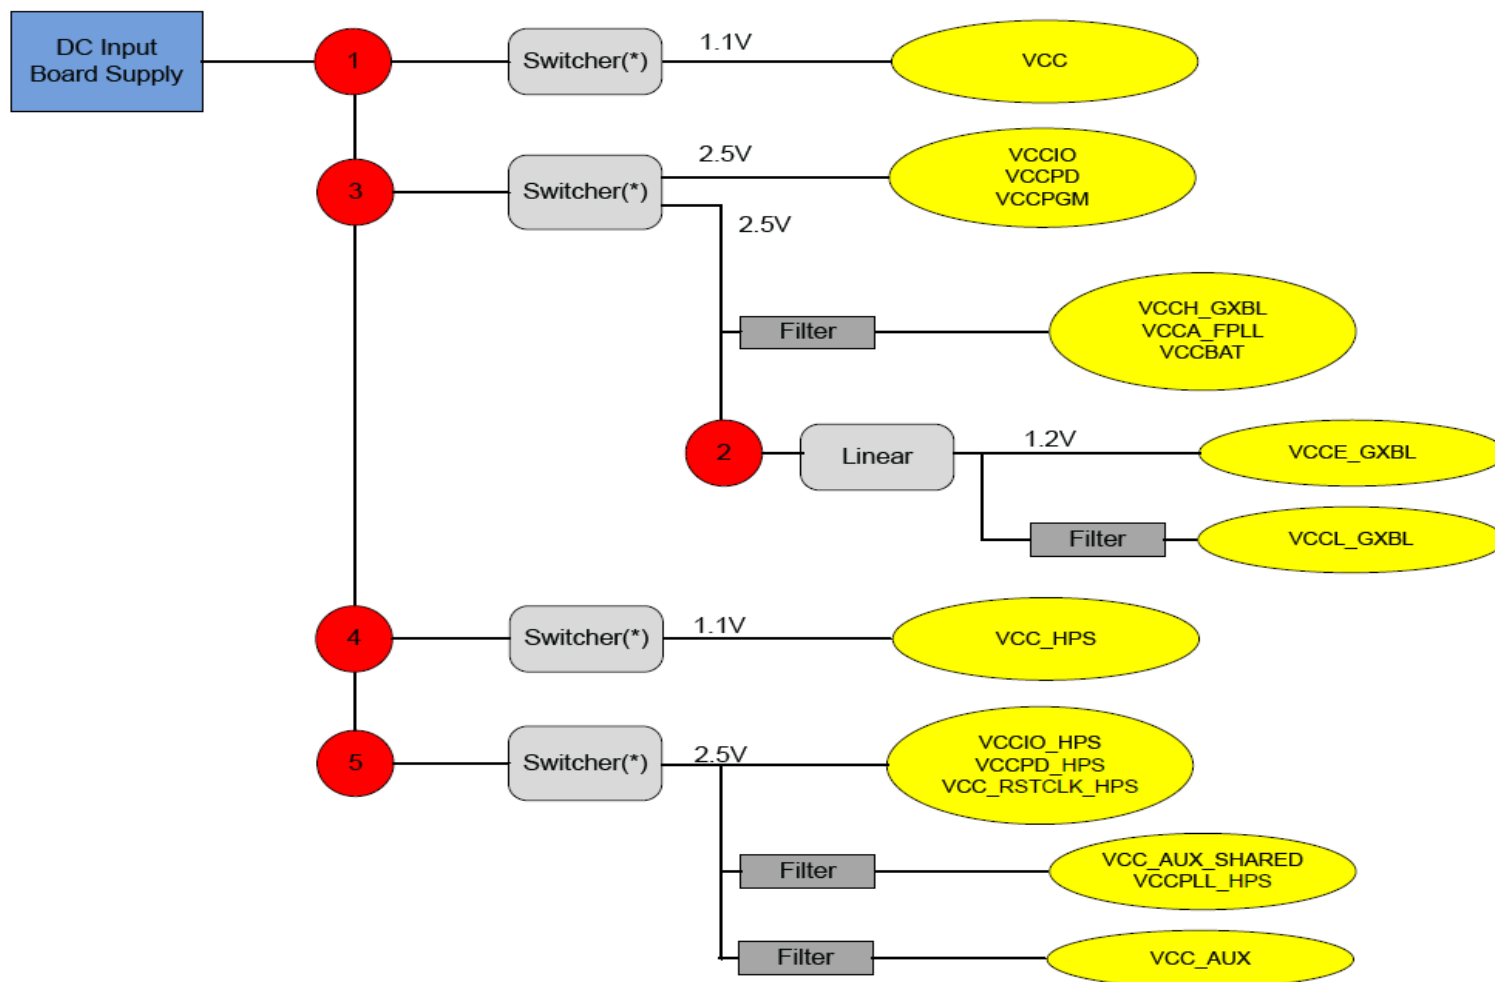 DC Input
Board Supply
1
Switcher(*)
1.1V
VCC
3
Switcher(*)
2.5V
VCCIO
VCCPD
VCCPGM
2.5V
Filter
VCCH_GXBL
VCCA_FPLL
VCCBAT
2
Linear
1.2V
VCCE_GXBL
Filter
VCCL_GXBL
4
Switcher(*)
1.1V
VCC_HPS
5
Switcher(*)
2.5V
VCCIO_HPS
VCCPD_HPS
VCC_RSTCLK_HPS
Filter
VCC_AUX_SHARED
VCCPLL_HPS
Filter
VCC_AUX